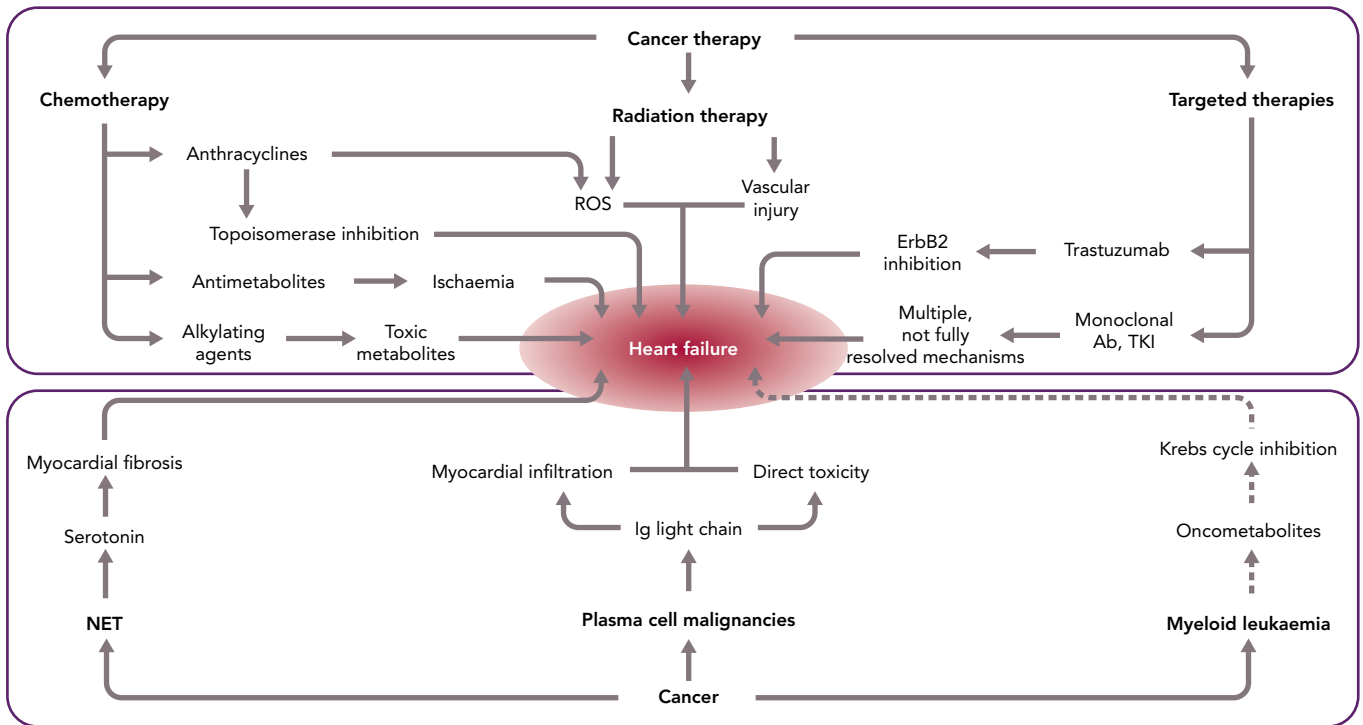 Cancer therapy
Chemotherapy
Radiation therapy
Targeted therapies
Anthracyclines
ROS
Vascular
injury
Topoisomerase inhibition
ErbB2
inhibition
Trastuzumab
Antimetabolites
Ischaemia
Alkylating
agents
Toxic
metabolites
Heart failure
Multiple,
not fully
resolved mechanisms
Monoclonal
Ab, TKI
Myocardial fibrosis
Myocardial infiltration
Direct toxicity
Krebs cycle inhibition
Serotonin
Ig light chain
Oncometabolites
NET
Plasma cell malignancies
Myeloid leukaemia
Cancer